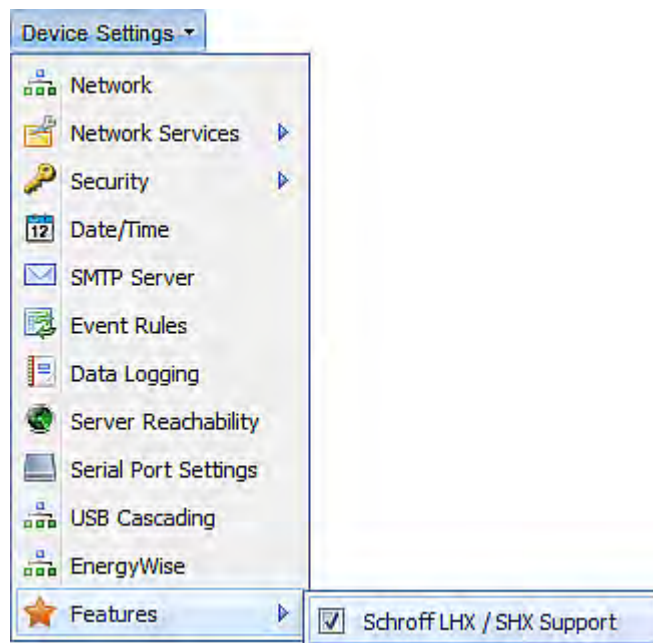 Device Settings
Network
Network Services
Security
12
Date/Time
SMTP Server
Event Rules
Data Logging
Server Reachability
Serial Port Settings
USB Cascading
EnergyWise
Features
Schroff LHX / SHX Support